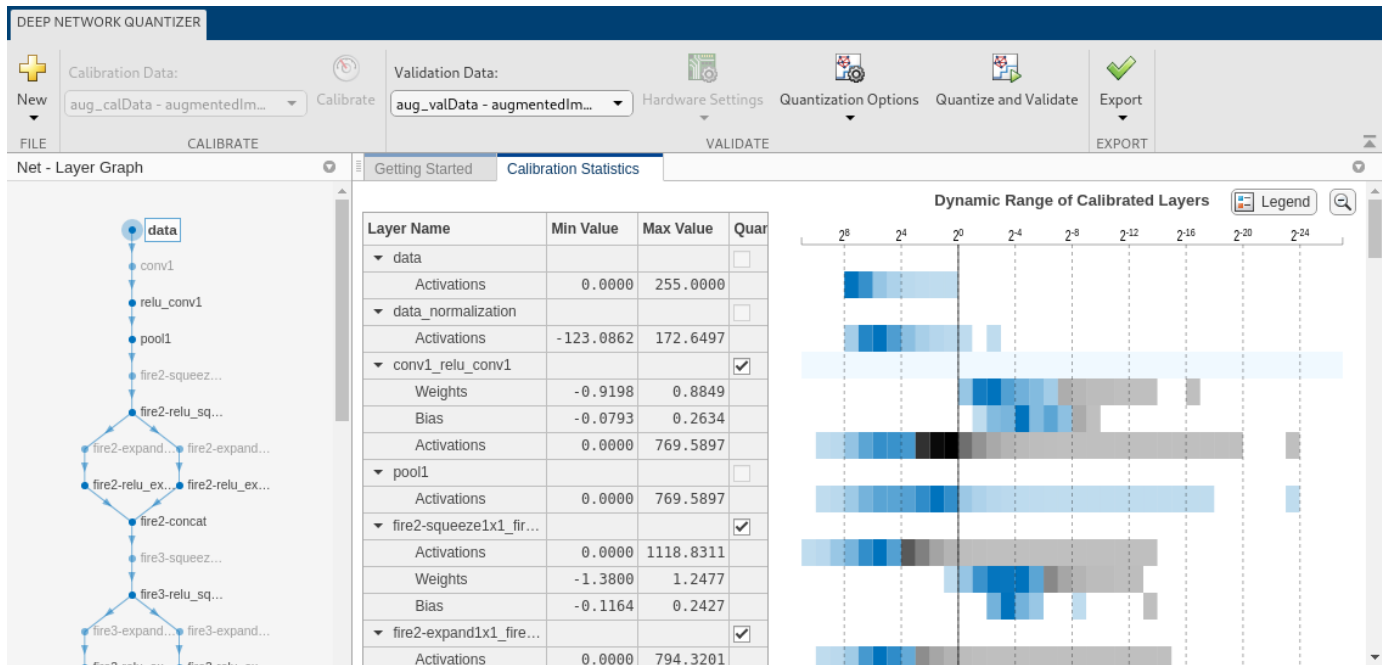 DEEP NETWORK QUANTIZER
New
FILE
Calibration Data:
aug_calData - augmentedIm...
Calibrate
CALIBRATE
Validation Data:
aug_valData - augmentedIm...
Hardware Settings
Quantization Options
Quantize and Validate
VALIDATE
Export
EXPORT
Net - Layer Graph
data
conv1
relu_conv1
pool1
fire2-squeez...
fire2-relu_sq...
fire2-expand... fire2-expand...
fire2-relu_ex... fire2-relu_ex...
fire2-concat
fire3-squeez...
fire3-relu_sq...
fire3-expand... fire3-expand...
Getting Started Calibration Statistics
Dynamic Range of Calibrated Layers Legend
Layer Name Min Value Max Value Quan
2^8 2^4 2^0 2^-4 2^-8 2^-12 2^-16 2^-20 2^-24
data
Activations 0.0000 255.0000
data_normalization
Activations -123.0862 172.6497
conv1_relu_conv1
Weights -0.9198 0.8849
Bias -0.0793 0.2634
Activations 0.0000 769.5897
pool1
Activations 0.0000 769.5897
fire2-squeeze1x1_fir...
Activations 0.0000 1118.8311
Weights -1.3800 1.2477
Bias -0.1164 0.2427
fire2-expand1x1_fire...
Activations 0.0000 794.3201